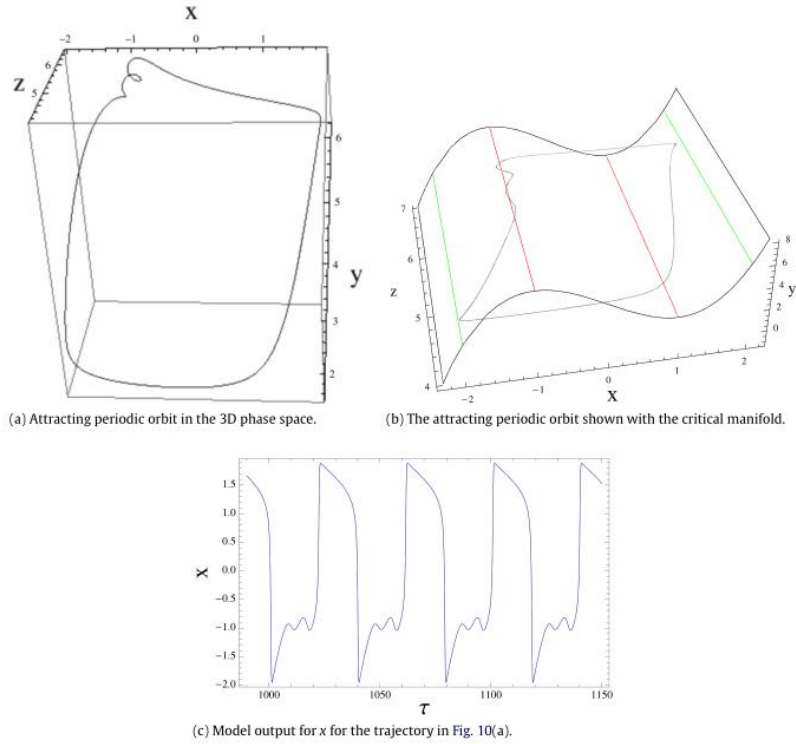 X
-2 -1 0 1
6
Z
5
6
5
4
y
3
2
(a) Attracting periodic orbit in the 3D phase space.
7
6
z
5
4
8
6
y
4
2
0
-2 -1 0 1 2
X
(b) The attracting periodic orbit shown with the critical manifold.
1.5
1.0
0.5
X
0.0
-0.5
-1.0
-1.5
-2.0
1000 1050 1100 1150
τ
(c) Model output for x for the trajectory in Fig. 10(a).